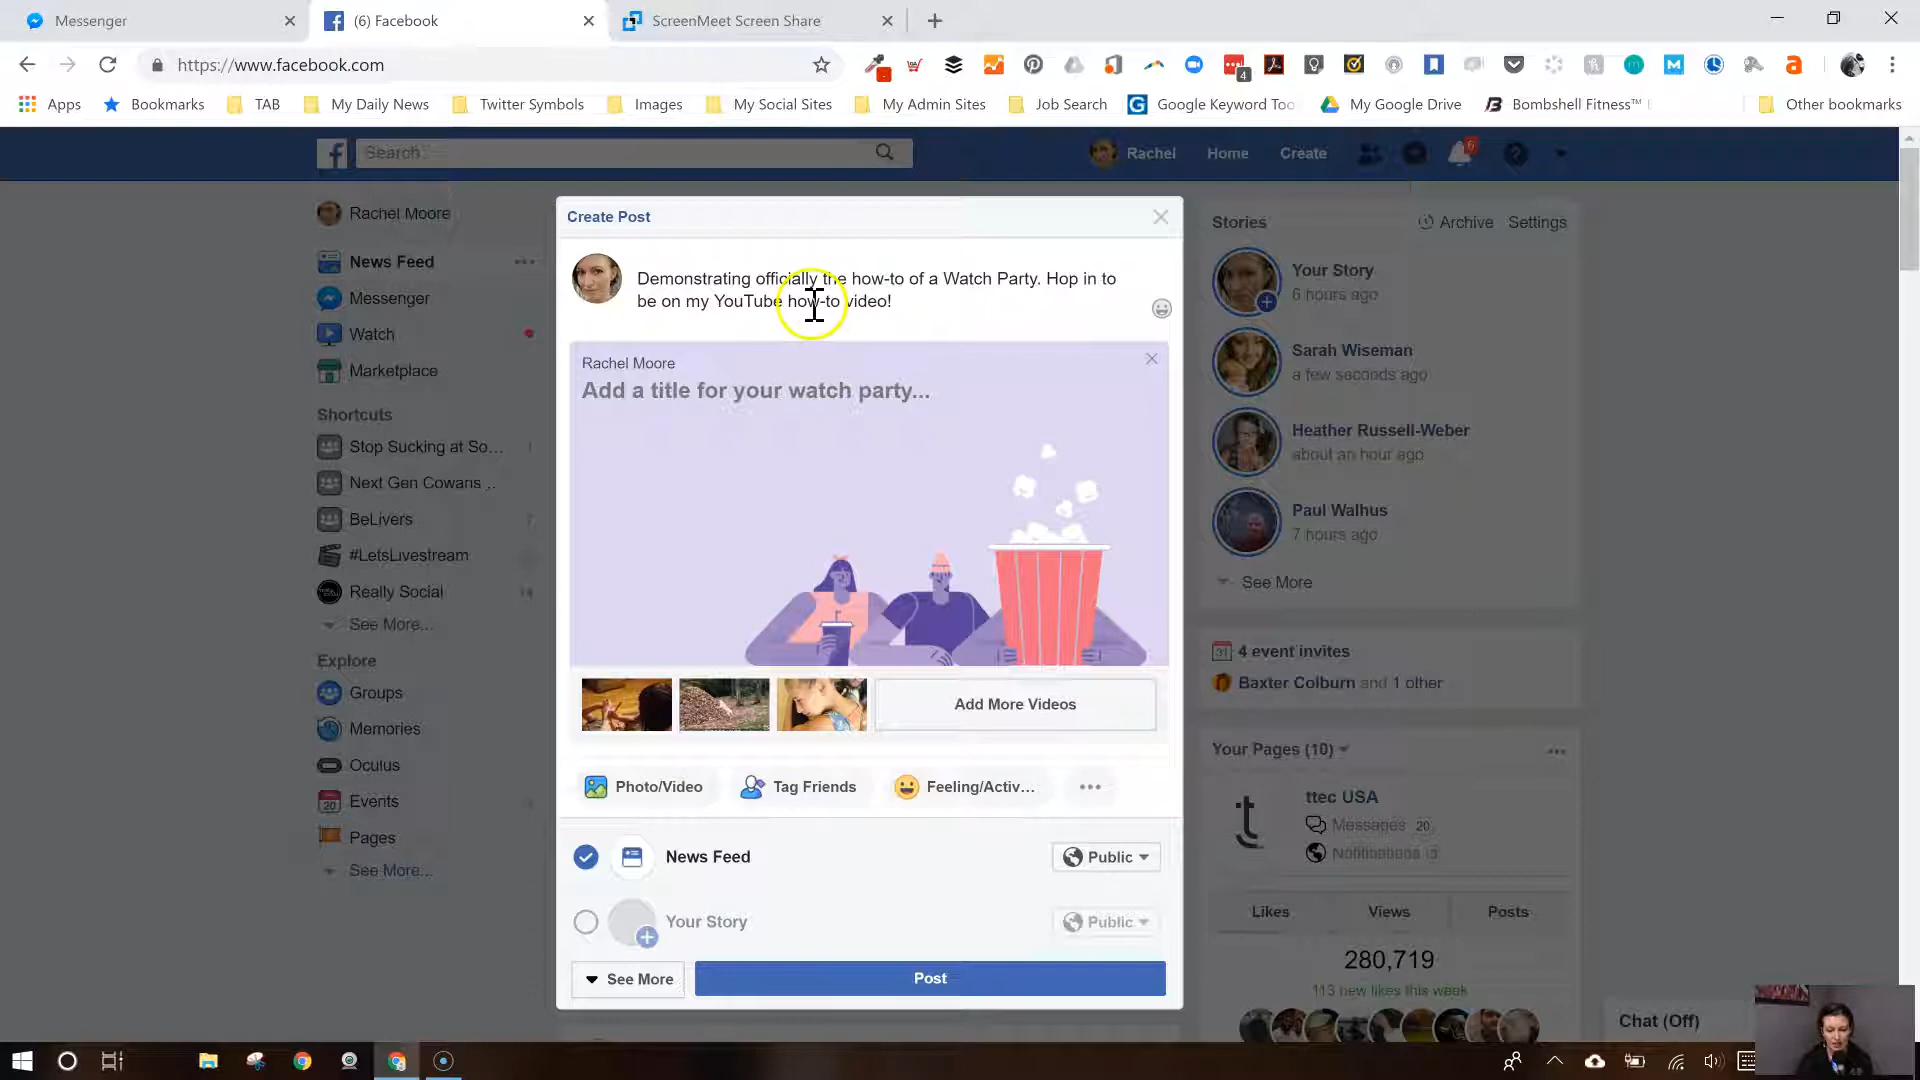 Messenger
(6) Facebook
ScreenMeet Screen Share
https://www.facebook.com
4
Apps
Bookmarks
TAB
My Daily News
Twitter Symbols
Images
My Social Sites
My Admin Sites
Job Search
Google Keyword Too
My Google Drive
Bombshell Fitness™
Other bookmarks
Search
Rachel
Home
Create
6
Rachel Moore
News Feed
Messenger
Watch
Marketplace
Shortcuts
Stop Sucking at So...
Next Gen Cowans ..
BeLivers
#LetsLivestream
Really Social
See More...
Explore
Groups
Memories
Oculus
Events
Pages
See More...
Create Post
Demonstrating officially the how-to of a Watch Party. Hop in to
be on my YouTube how-to video!
Rachel Moore
Add a title for your watch party...
Add More Videos
Photo/Video
Tag Friends
Feeling/Activ...
News Feed
Public
Your Story
Public
See More
Post
Stories
Archive
Settings
Your Story
6 hours ago
Sarah Wiseman
a few seconds ago
Heather Russell-Weber
about an hour ago
Paul Walhus
7 hours ago
See More
31
4 event invites
Baxter Colburn and 1 other
Your Pages (10)
ttec USA
Messages 20
Notifications
Likes
Views
Posts
280,719
113 new likes this week
Chat (Off)